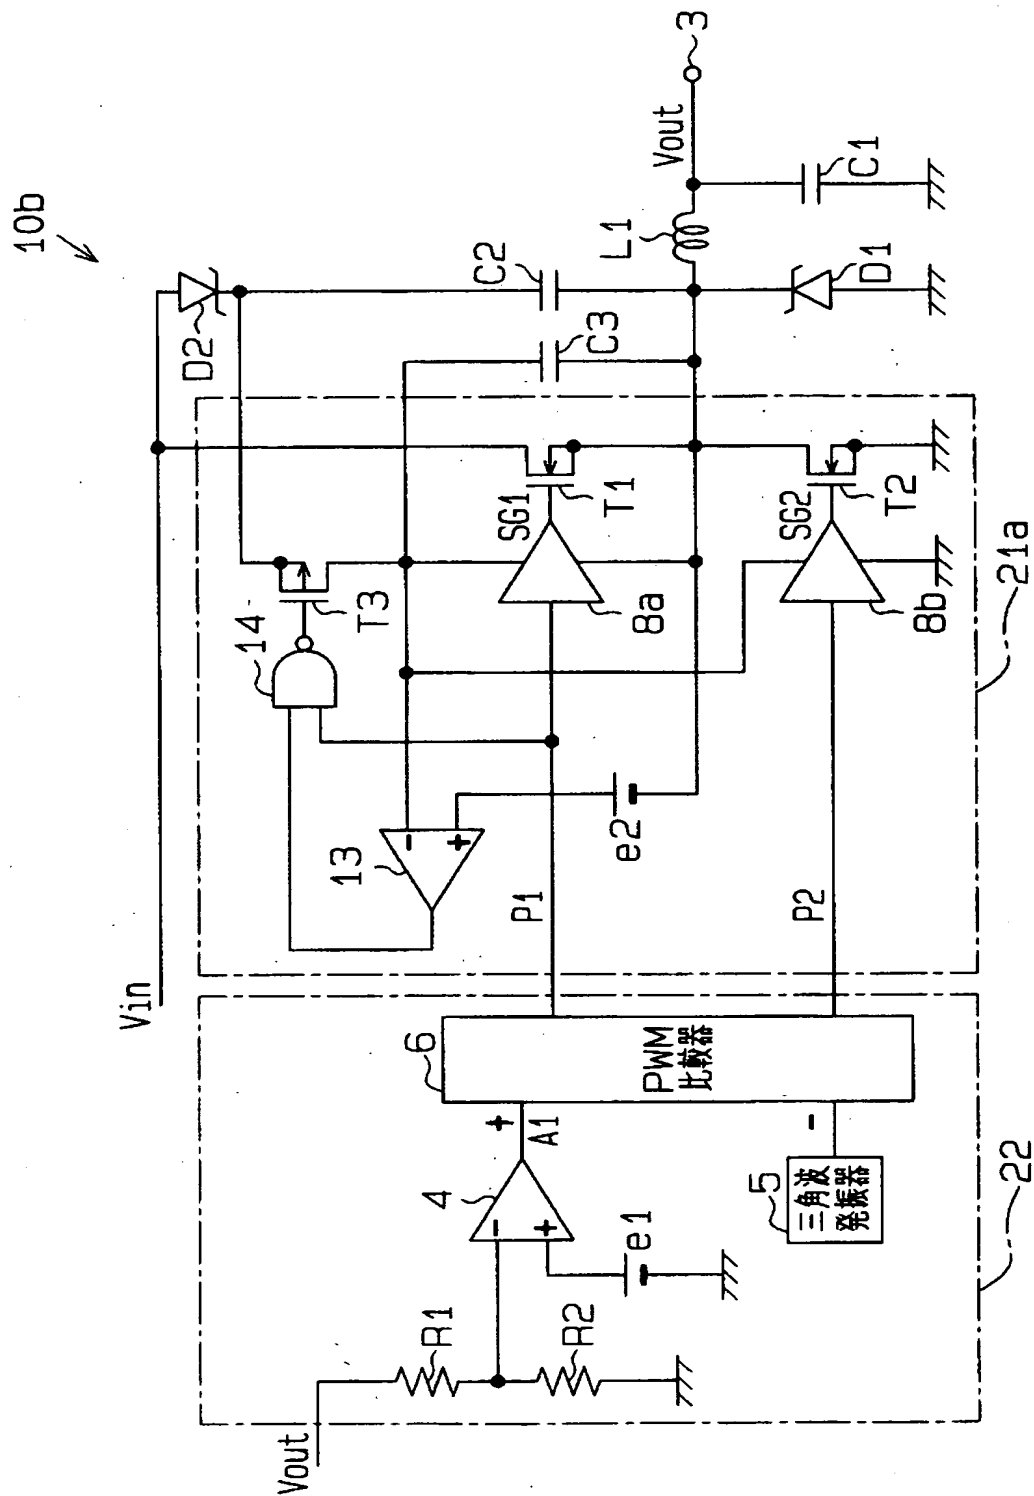 10b
Vin
D2
C2
C3
L1
Vout
3
C1
D1
14
T3
SG1
T1
8a
SG2
T2
8b
21a
13
-
+
e2
P1
P2
6
PWM
比較器
+
A1
-
4
-
+
e1
5
三角波
発振器
22
R1
R2
Vout